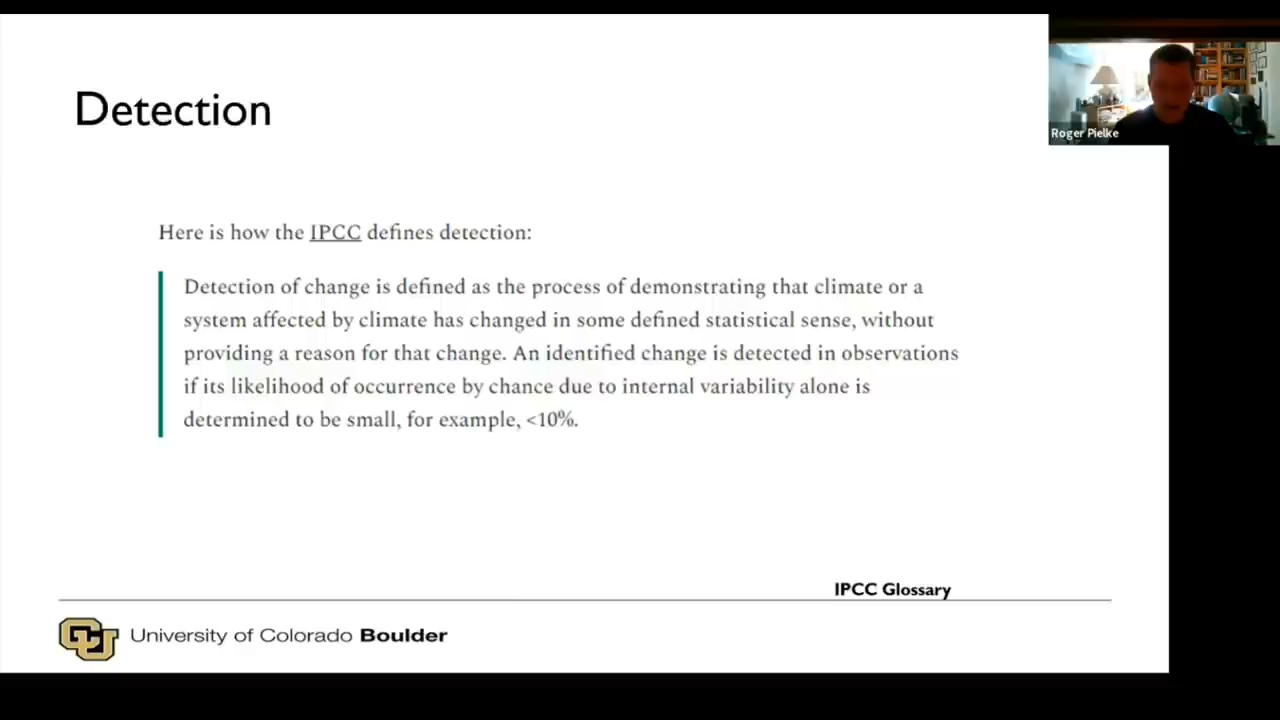 Detection
Roger Pielke
Here is how the IPCC defines detection:
Detection of change is defined as the process of demonstrating that climate or a
system affected by climate has changed in some defined statistical sense, without
providing a reason for that change. An identified change is detected in observations
if its likelihood of occurrence by chance due to internal variability alone is
determined to be small, for example, <10%.
IPCC Glossary
CU University of Colorado Boulder